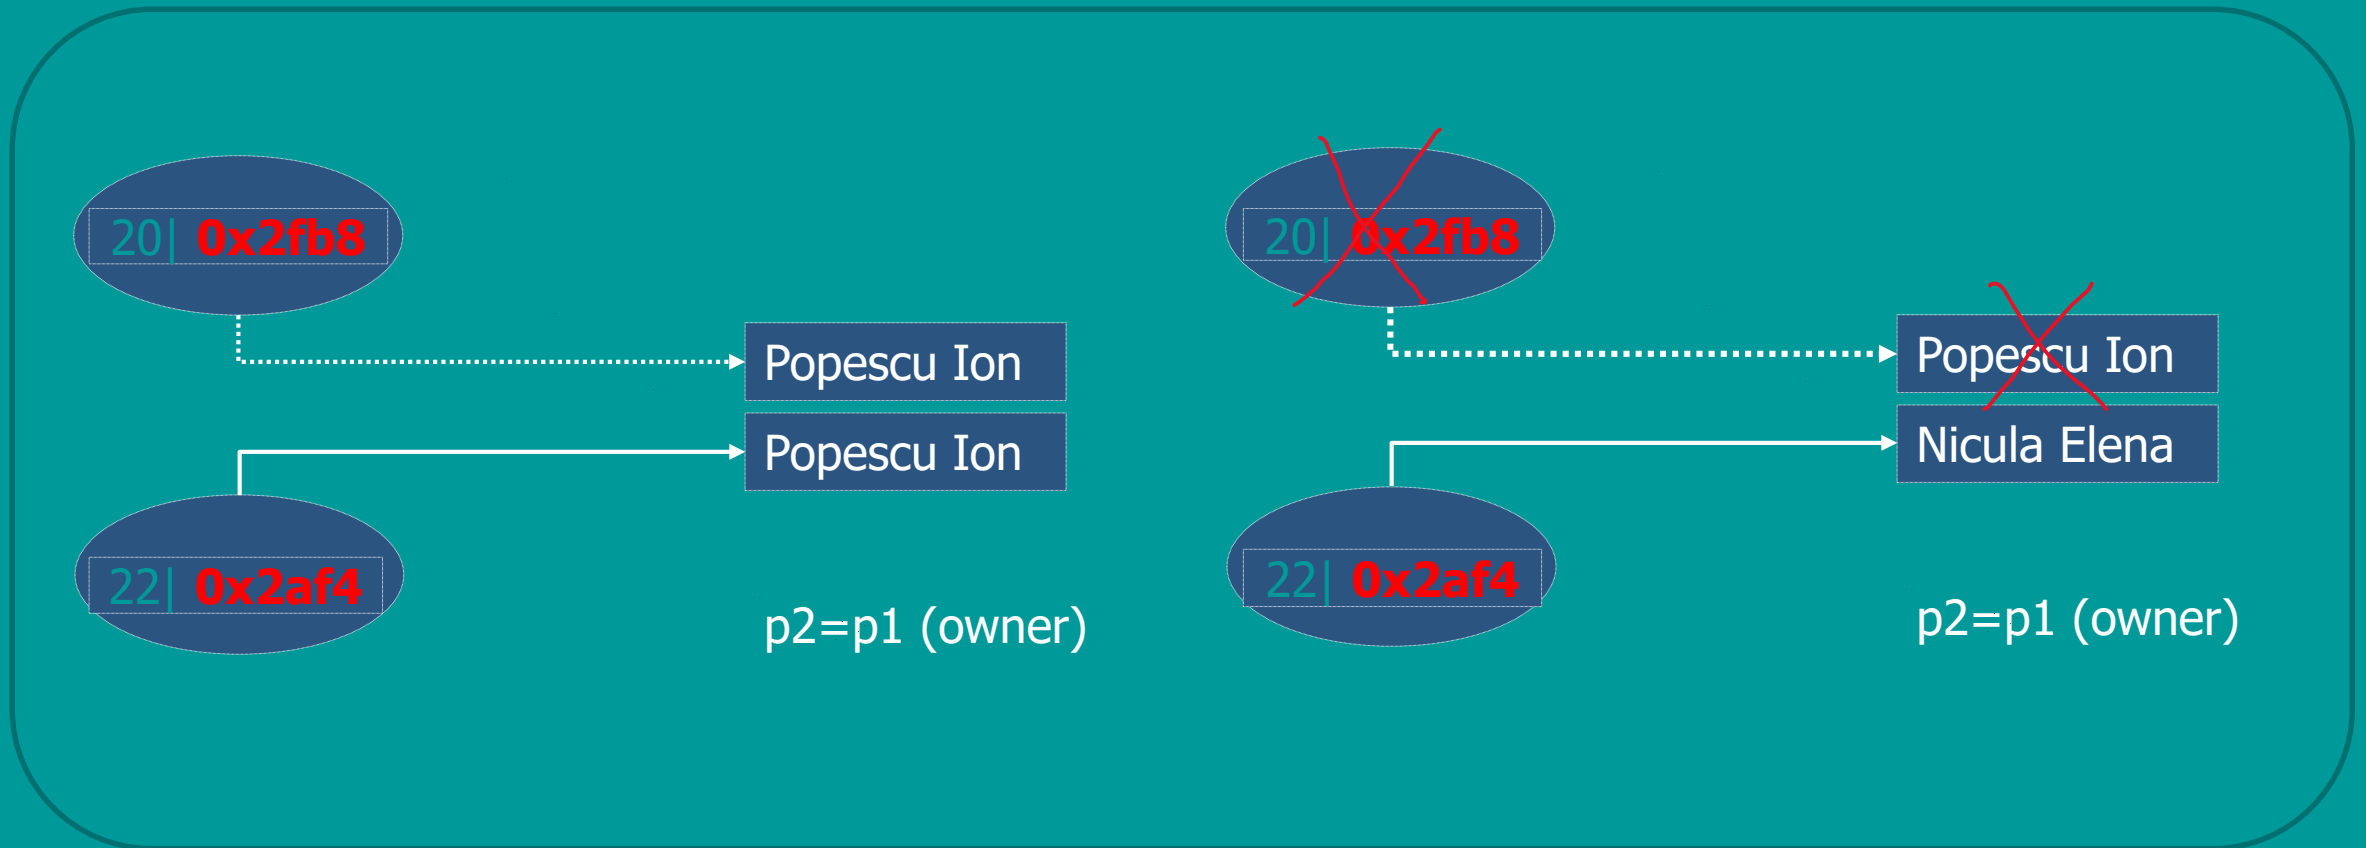 20| 0x2fb8
Popescu Ion
Popescu Ion
22| 0x2af4
p2=p1 (owner)
20| 0x2fb8
Popescu Ion
Nicula Elena
22| 0x2af4
p2=p1 (owner)